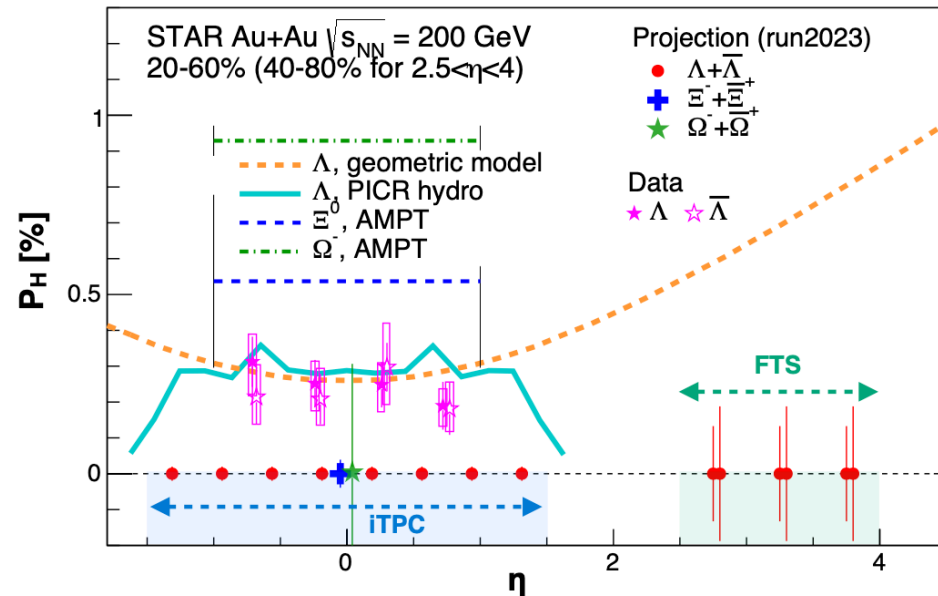 STAR Au+Au √s_NN = 200 GeV
20-60% (40-80% for 2.5<η<4)
Projection (run2023)
Λ+Λ̅
Ξ⁻+Ξ̅⁺
Ω⁻+Ω̅⁺
Λ, geometric model
Λ, PICR hydro
Ξ⁰, AMPT
Ω⁻, AMPT
Data
Λ Λ̅
P_H [%]
1
0.5
0
FTS
iTPC
0 2 4
η